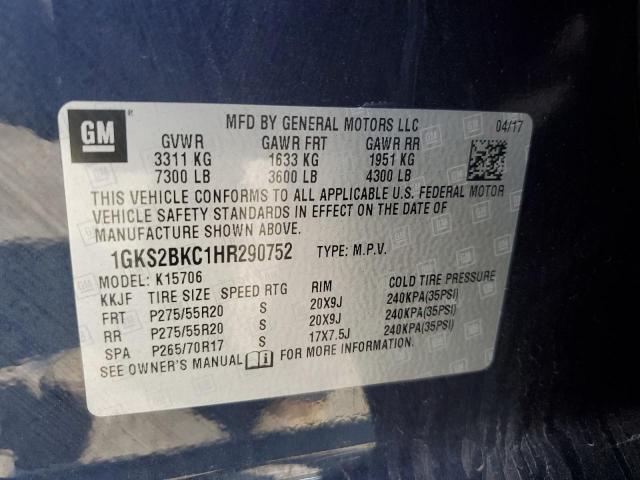 GM ®
MFD BY GENERAL MOTORS LLC 04/17
GVWR GAWR FRT GAWR RR
3311 KG 1633 KG 1951 KG
7300 LB 3600 LB 4300 LB
THIS VEHICLE CONFORMS TO ALL APPLICABLE U.S. FEDERAL MOTOR
VEHICLE SAFETY STANDARDS IN EFFECT ON THE DATE OF
MANUFACTURE SHOWN ABOVE.
1GKS2BKC1HR290752 TYPE: M.P.V.
MODEL: K15706
KKJF TIRE SIZE SPEED RTG RIM COLD TIRE PRESSURE
FRT P275/55R20 S 20X9J 240KPA(35PSI)
RR P275/55R20 S 20X9J 240KPA(35PSI)
SPA P265/70R17 S 17X7.5J 240KPA(35PSI)
SEE OWNER'S MANUAL FOR MORE INFORMATION.